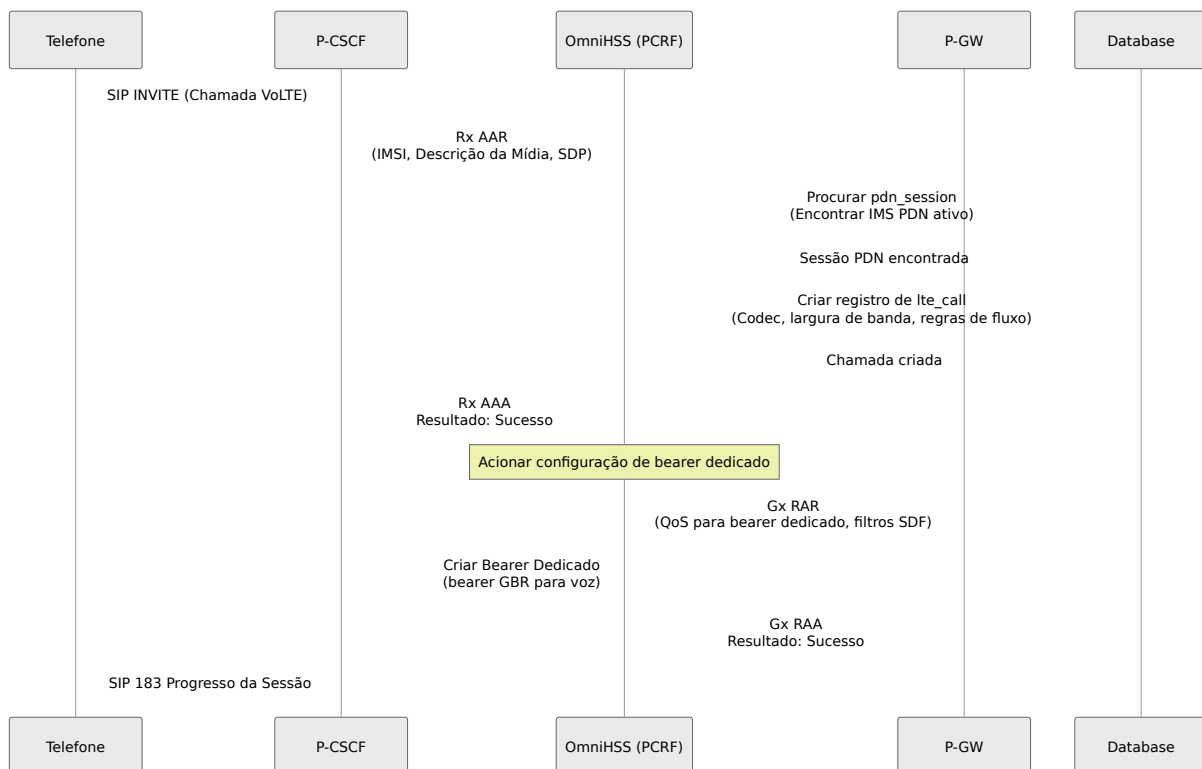 Telefone
P-CSCF
OmniHSS (PCRF)
P-GW
Database
SIP INVITE (Chamada VoLTE)
Rx AAR
(IMSI, Descrição da Mídia, SDP)
Procurar pdn_session
(Encontrar IMS PDN ativo)
Sessão PDN encontrada
Criar registro de lte_call
(Codec, largura de banda, regras de fluxo)
Chamada criada
Rx AAA
Resultado: Sucesso
Acionar configuração de bearer dedicado
Gx RAR
(QoS para bearer dedicado, filtros SDF)
Criar Bearer Dedicado
(bearer GBR para voz)
Gx RAA
Resultado: Sucesso
SIP 183 Progresso da Sessão
Telefone
P-CSCF
OmniHSS (PCRF)
P-GW
Database